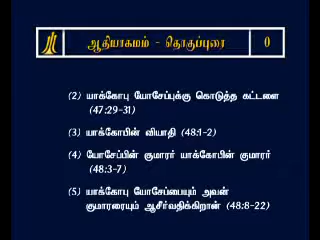 ஆதியாகமம் - தொகுப்புரை 0
(2) யாக்கோபு யோசேப்புக்கு கொடுத்த கட்டளை
(47:29-31)
(3) யாக்கோபின் வியாதி (48:1-2)
(4) யோசேப்பின் குமாரர் யாக்கோபின் குமாரர்
(48:3-7)
(5) யாக்கோபு யோசேப்பையும் அவன்
குமாரரையும் ஆசீர்வதிக்கிறான் (48:8-22)